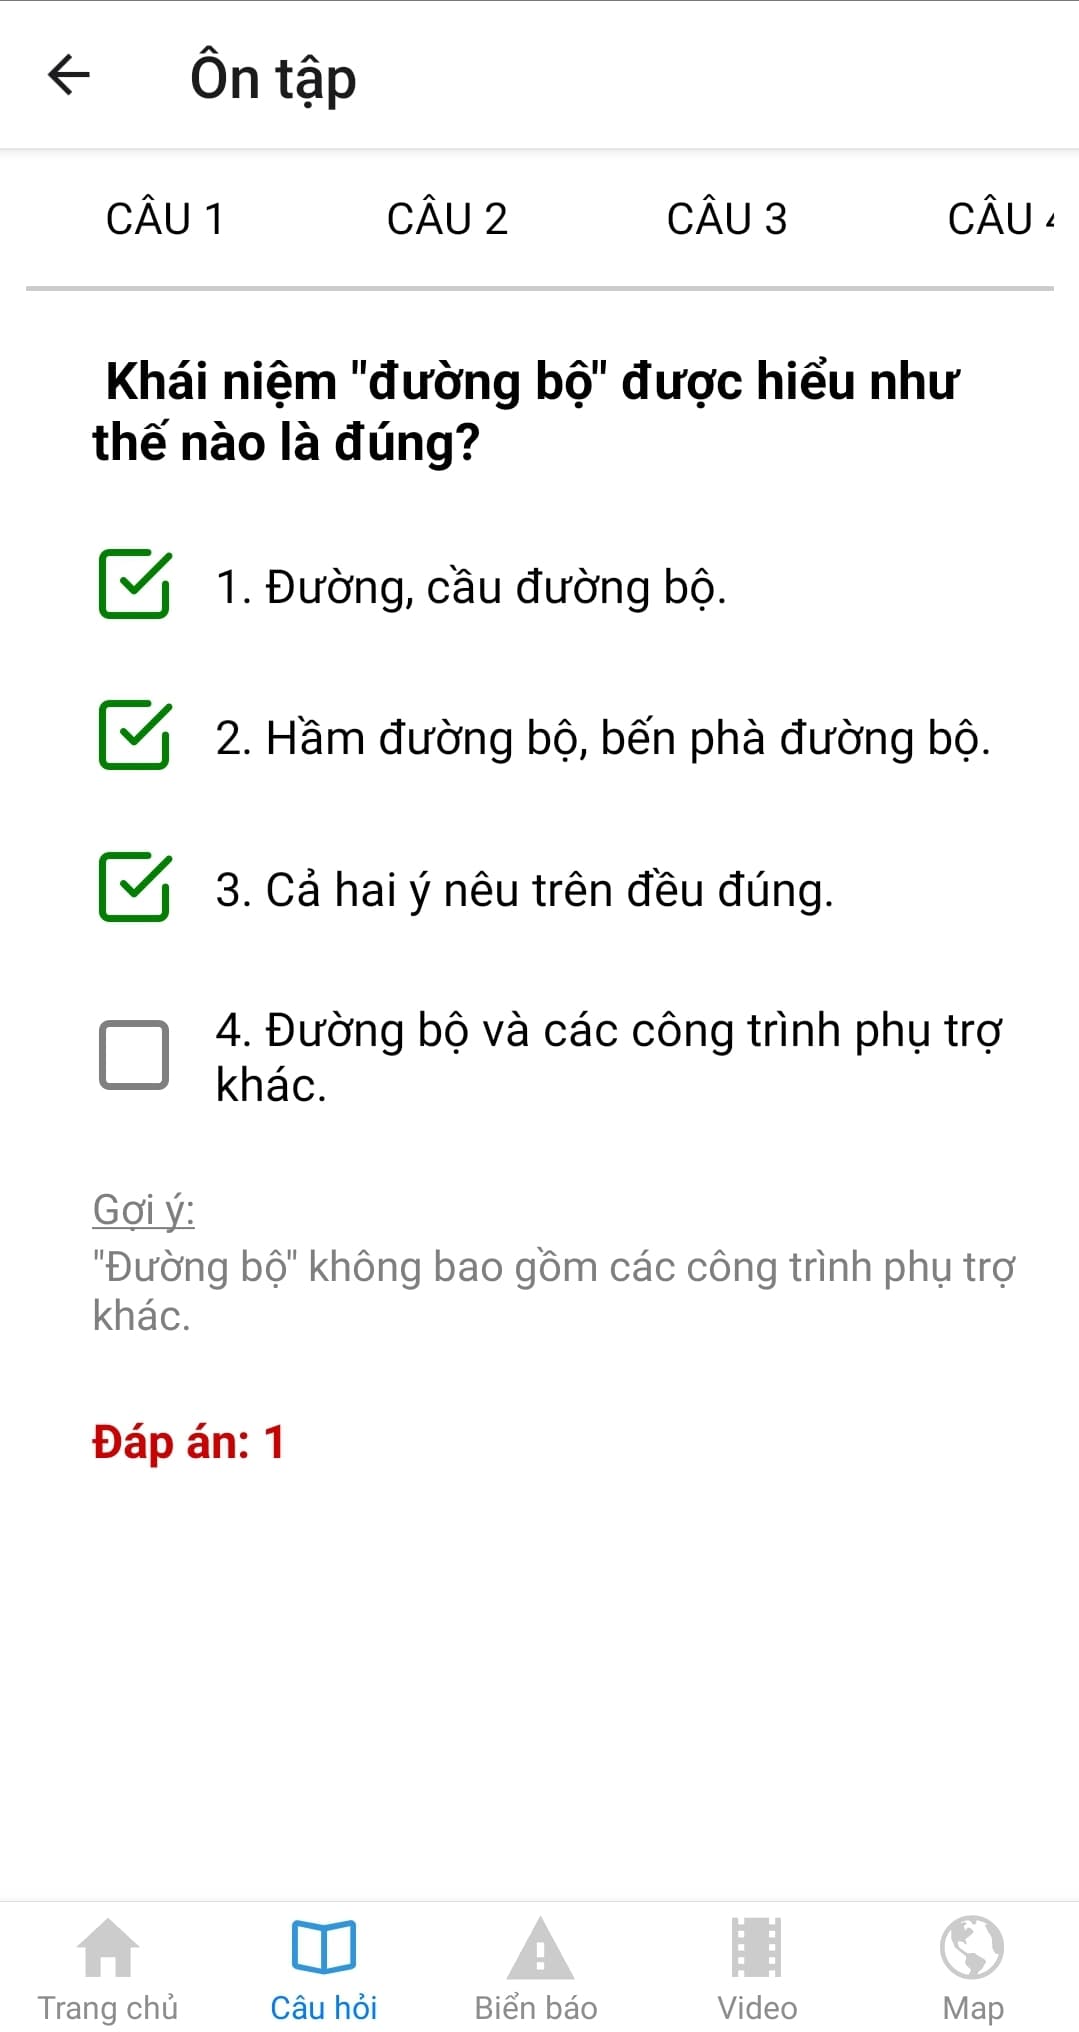 Ôn tập
CÂU 1 CÂU 2 CÂU 3 CÂU
Khái niệm "đường bộ" được hiểu như
thế nào là đúng?
1. Đường, cầu đường bộ.
2. Hầm đường bộ, bến phà đường bộ.
3. Cả hai ý nêu trên đều đúng.
4. Đường bộ và các công trình phụ trợ
khác.
Gợi ý:
"Đường bộ" không bao gồm các công trình phụ trợ
khác.
Đáp án: 1
Trang chủ Câu hỏi Biển báo Video Map